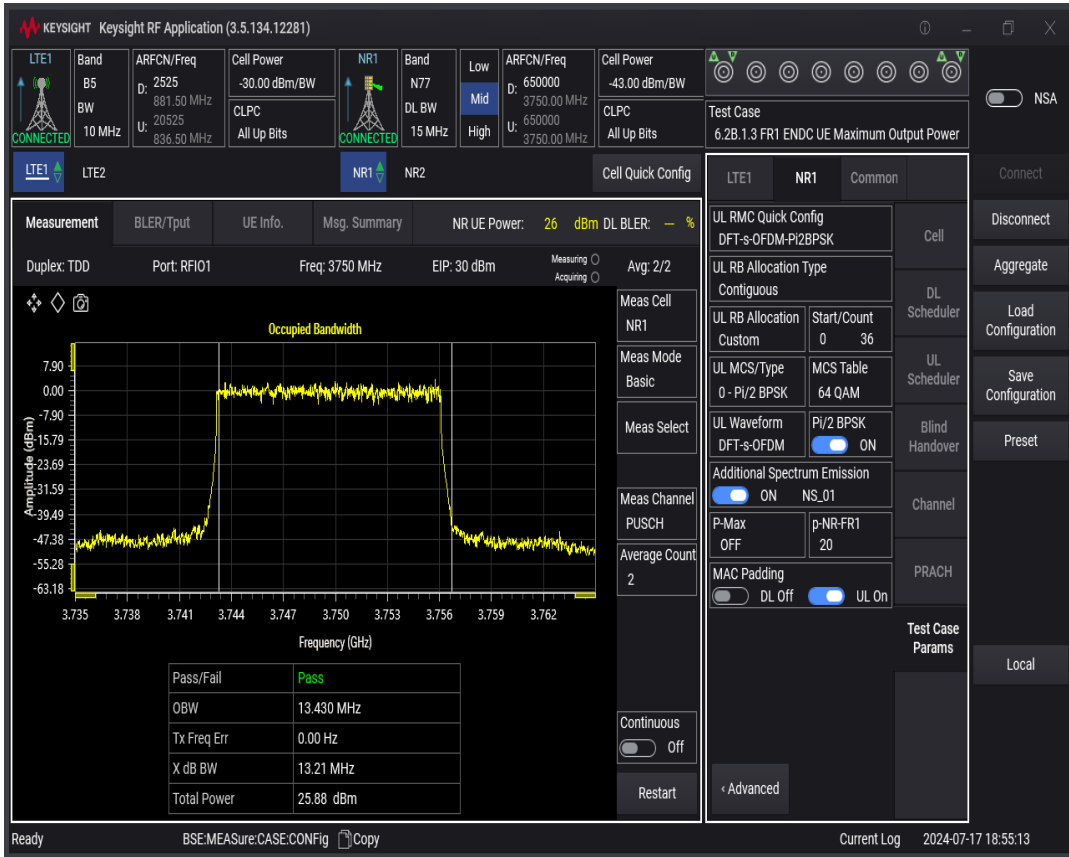 KEYSIGHT Keysight RF Application (3.5.134.12281)
LTE1 Band ARFCN/Freq Cell Power NR1 Band Low ARFCN/Freq Cell Power
B5 D: 2525 -30.00 dBm/BW N77 D: 650000 -43.00 dBm/BW
881.50 MHz 3750.00 MHz
BW CLPC DL BW Mid CLPC Test Case
U: 20525 U: 650000
CONNECTED 10 MHz 836.50 MHz All Up Bits CONNECTED 15 MHz High 3750.00 MHz All Up Bits 6.2B.1.3 FR1 ENDC UE Maximum Output Power
NSA
LTE1 LTE2 NR1 NR2 Cell Quick Config
LTE1 NR1 Common
Connect
Measurement BLER/Tput UE Info. Msg. Summary NR UE Power: 26 dBm DL BLER: --- %
Duplex: TDD Port: RFIO1 Freq: 3750 MHz EIP: 30 dBm Measuring Avg: 2/2
Acquiring
Occupied Bandwidth
Amplitude (dBm)
7.90
0.00
-7.90
-15.79
-23.69
-31.59
-39.49
-47.38
-55.28
-63.18
3.735 3.738 3.741 3.744 3.747 3.750 3.753 3.756 3.759 3.762
Frequency (GHz)
Pass/Fail Pass
OBW 13.430 MHz
Tx Freq Err 0.00 Hz
X dB BW 13.21 MHz
Total Power 25.88 dBm
Meas Cell
NR1
Meas Mode
Basic
Meas Select
Meas Channel
PUSCH
Average Count
2
Continuous
Off
Restart
UL RMC Quick Config
DFT-s-OFDM-Pi2BPSK
UL RB Allocation Type
Contiguous
UL RB Allocation Start/Count
Custom 0 36
UL MCS/Type MCS Table
0 - Pi/2 BPSK 64 QAM
UL Waveform Pi/2 BPSK
DFT-s-OFDM ON
Additional Spectrum Emission
ON NS_01
P-Max p-NR-FR1
OFF 20
MAC Padding
DL Off UL On
‹ Advanced
Cell
DL
Scheduler
UL
Scheduler
Blind
Handover
Channel
PRACH
Test Case
Params
Disconnect
Aggregate
Load
Configuration
Save
Configuration
Preset
Local
Ready BSE:MEASure:CASE:CONFig Copy Current Log 2024-07-17 18:55:13